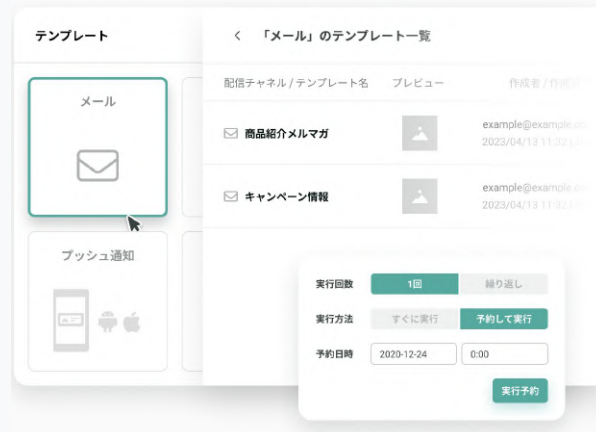 テンプレート
メール
プッシュ通知
「メール」のテンプレート一覧
配信チャネル / テンプレート名 プレビュー 作成者 /
商品紹介メルマガ example@example.
2023/04/13 11:
キャンペーン情報 example@example.
2023/04/13 11:
実行回数 1回 繰り返し
実行方法 すぐに実行 予約して実行
予約日時 2020-12-24 0:00
実行予約